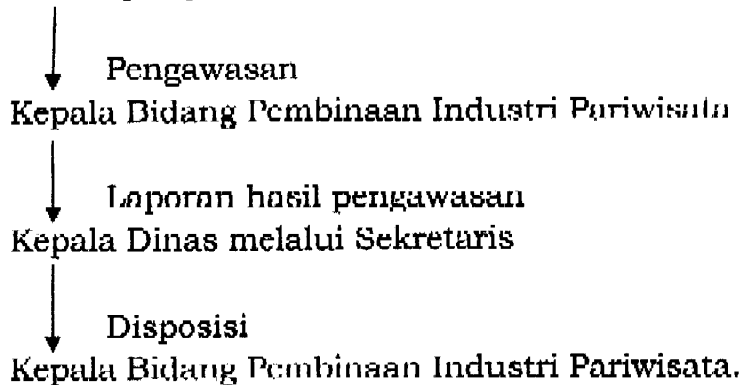 Pengawasan
Kepala Bidang Pembinaan Industri Pariwisata
Laporan hasil pengawasan
Kepala Dinas melalui Sekretaris
Disposisi
Kepala Bidang Pembinaan Industri Pariwisata.